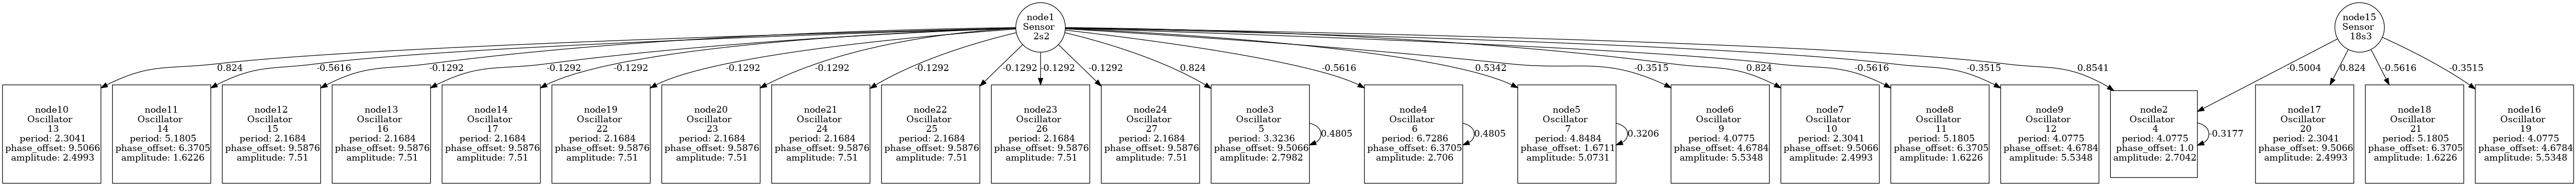 node1
Sensor
2s2
node15
Sensor
18s3
0.824
-0.5616
-0.1292
-0.1292
-0.1292
-0.1292
-0.1292
-0.1292
-0.1292
-0.1292
-0.1292
0.824
-0.5616
0.5342
-0.3515
0.824
-0.5616
-0.3515
0.8541
-0.5004
0.824
-0.5616
-0.3515
node10
Oscillator
13
period: 2.3041
phase_offset: 9.5066
amplitude: 2.4993
node11
Oscillator
14
period: 5.1805
phase_offset: 6.3705
amplitude: 1.6226
node12
Oscillator
15
period: 2.1684
phase_offset: 9.5876
amplitude: 7.51
node13
Oscillator
16
period: 2.1684
phase_offset: 9.5876
amplitude: 7.51
node14
Oscillator
17
period: 2.1684
phase_offset: 9.5876
amplitude: 7.51
node19
Oscillator
22
period: 2.1684
phase_offset: 9.5876
amplitude: 7.51
node20
Oscillator
23
period: 2.1684
phase_offset: 9.5876
amplitude: 7.51
node21
Oscillator
24
period: 2.1684
phase_offset: 9.5876
amplitude: 7.51
node22
Oscillator
25
period: 2.1684
phase_offset: 9.5876
amplitude: 7.51
node23
Oscillator
26
period: 2.1684
phase_offset: 9.5876
amplitude: 7.51
node24
Oscillator
27
period: 2.1684
phase_offset: 9.5876
amplitude: 7.51
node3
Oscillator
5
period: 3.3236
phase_offset: 9.5066
amplitude: 2.7982
0.4805
node4
Oscillator
6
period: 6.7286
phase_offset: 6.3705
amplitude: 2.706
0.4805
node5
Oscillator
7
period: 4.8484
phase_offset: 1.6711
amplitude: 5.0731
0.3206
node6
Oscillator
9
period: 4.0775
phase_offset: 4.6784
amplitude: 5.5348
node7
Oscillator
10
period: 2.3041
phase_offset: 9.5066
amplitude: 2.4993
node8
Oscillator
11
period: 5.1805
phase_offset: 6.3705
amplitude: 1.6226
node9
Oscillator
12
period: 4.0775
phase_offset: 4.6784
amplitude: 5.5348
node2
Oscillator
4
period: 4.0775
phase_offset: 1.0
amplitude: 2.7042
-0.3177
node17
Oscillator
20
period: 2.3041
phase_offset: 9.5066
amplitude: 2.4993
node18
Oscillator
21
period: 5.1805
phase_offset: 6.3705
amplitude: 1.6226
node16
Oscillator
19
period: 4.0775
phase_offset: 4.6784
amplitude: 5.5348